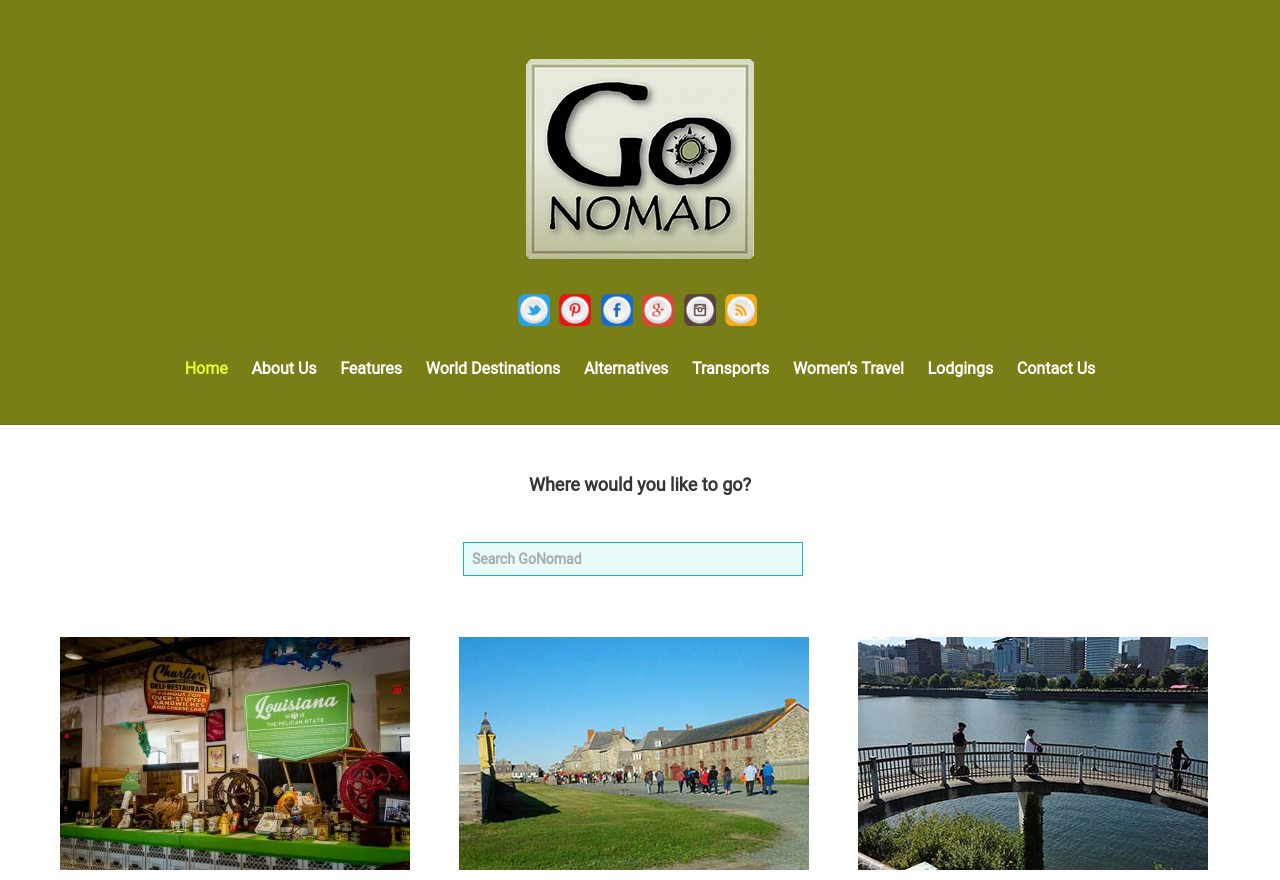 Go
NOMAD
Home About Us Features World Destinations Alternatives Transports Women’s Travel Lodgings Contact Us
Where would you like to go?
Search GoNomad
Charlie's
DELI-RESTAURANT
FAMOUS FOR
OVER-STUFFED
SANDWICHES
AND CHEESE CAKE
Louisiana
THE PELICAN STATE